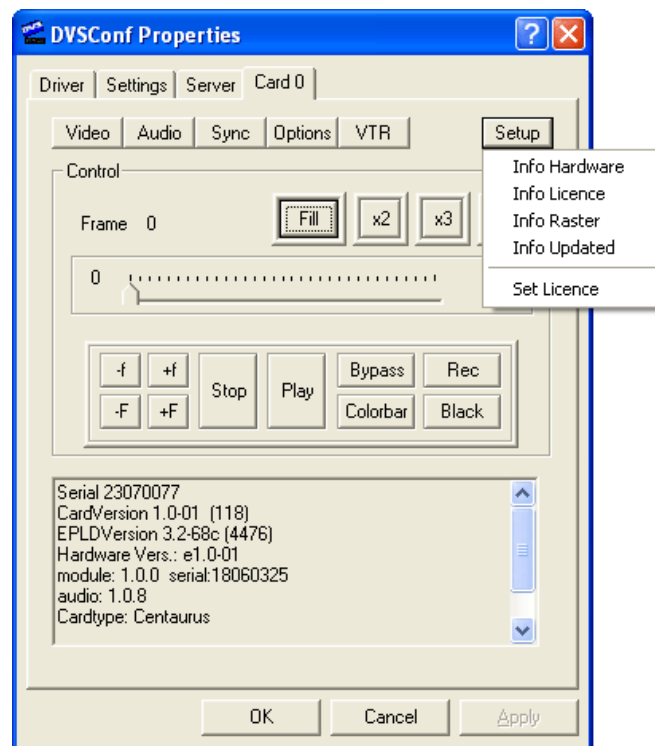 DVSConf Properties
Driver Settings Server Card 0
Video Audio Sync Options VTR Setup
Info Hardware
Info Licence
Info Raster
Info Updated
Set Licence
Control
Frame 0 Fill x2 x3
0
-f +f Stop Play Bypass Rec
-F +F Colorbar Black
Serial 23070077
CardVersion 1.0-01 (118)
EPLDVersion 3.2-68c (4476)
Hardware Vers.: e1.0-01
module: 1.0.0 serial:18060325
audio: 1.0.8
Cardtype: Centaurus
OK Cancel Apply